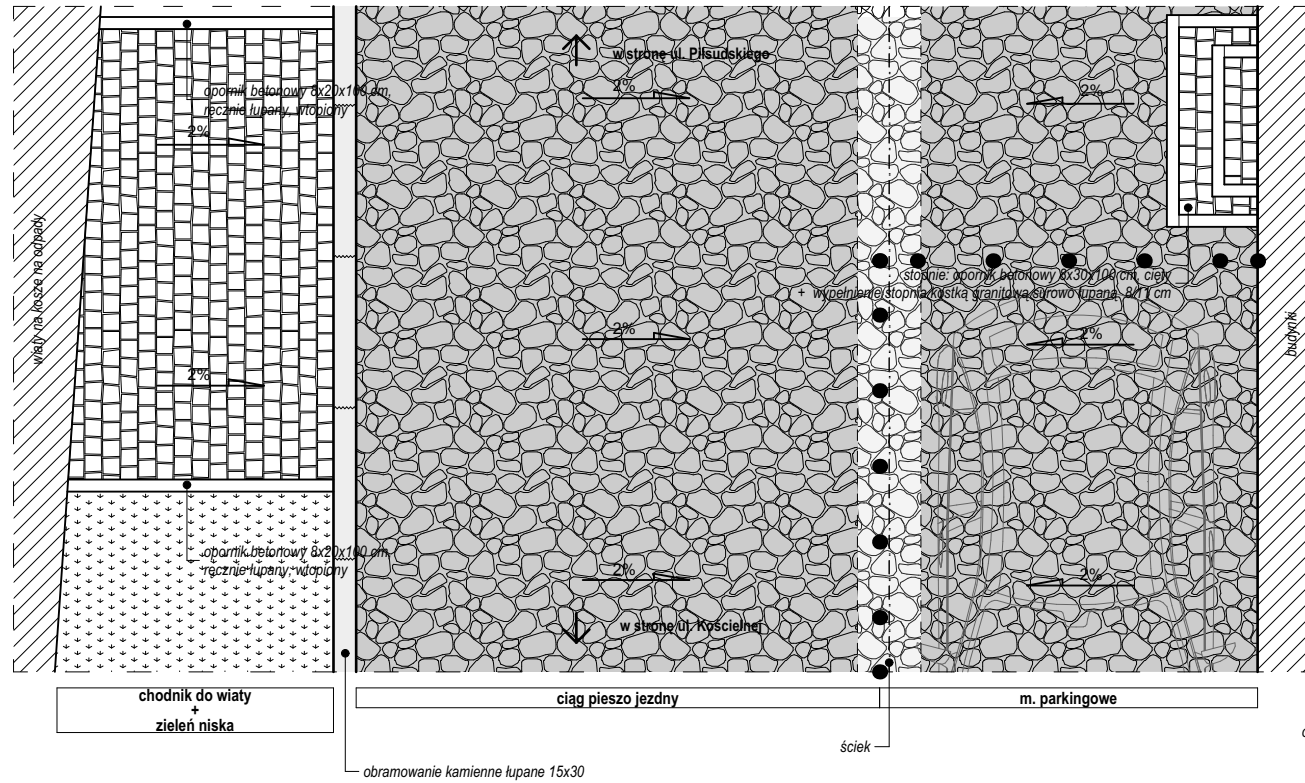 w stronę ul. Piłsudskiego
opornik betonowy 8x20x100 cm,
ręcznie łupany, wtopiony
2%
2%
2%
wiaty na kosze na odpady
stopnie: opornik betonowy 8x30x100 cm, cięty
+ wypełnienie stopnia kostką granitową surowo łupaną 8/11 cm
2%
2%
2%
budynki
opornik betonowy 8x20x100 cm,
ręcznie łupany, wtopiony
2%
2%
w stronę ul. Kościelnej
chodnik do wiaty
+
zieleń niska
ciąg pieszo jezdny
m. parkingowe
ściek
obramowanie kamienne łupane 15x30